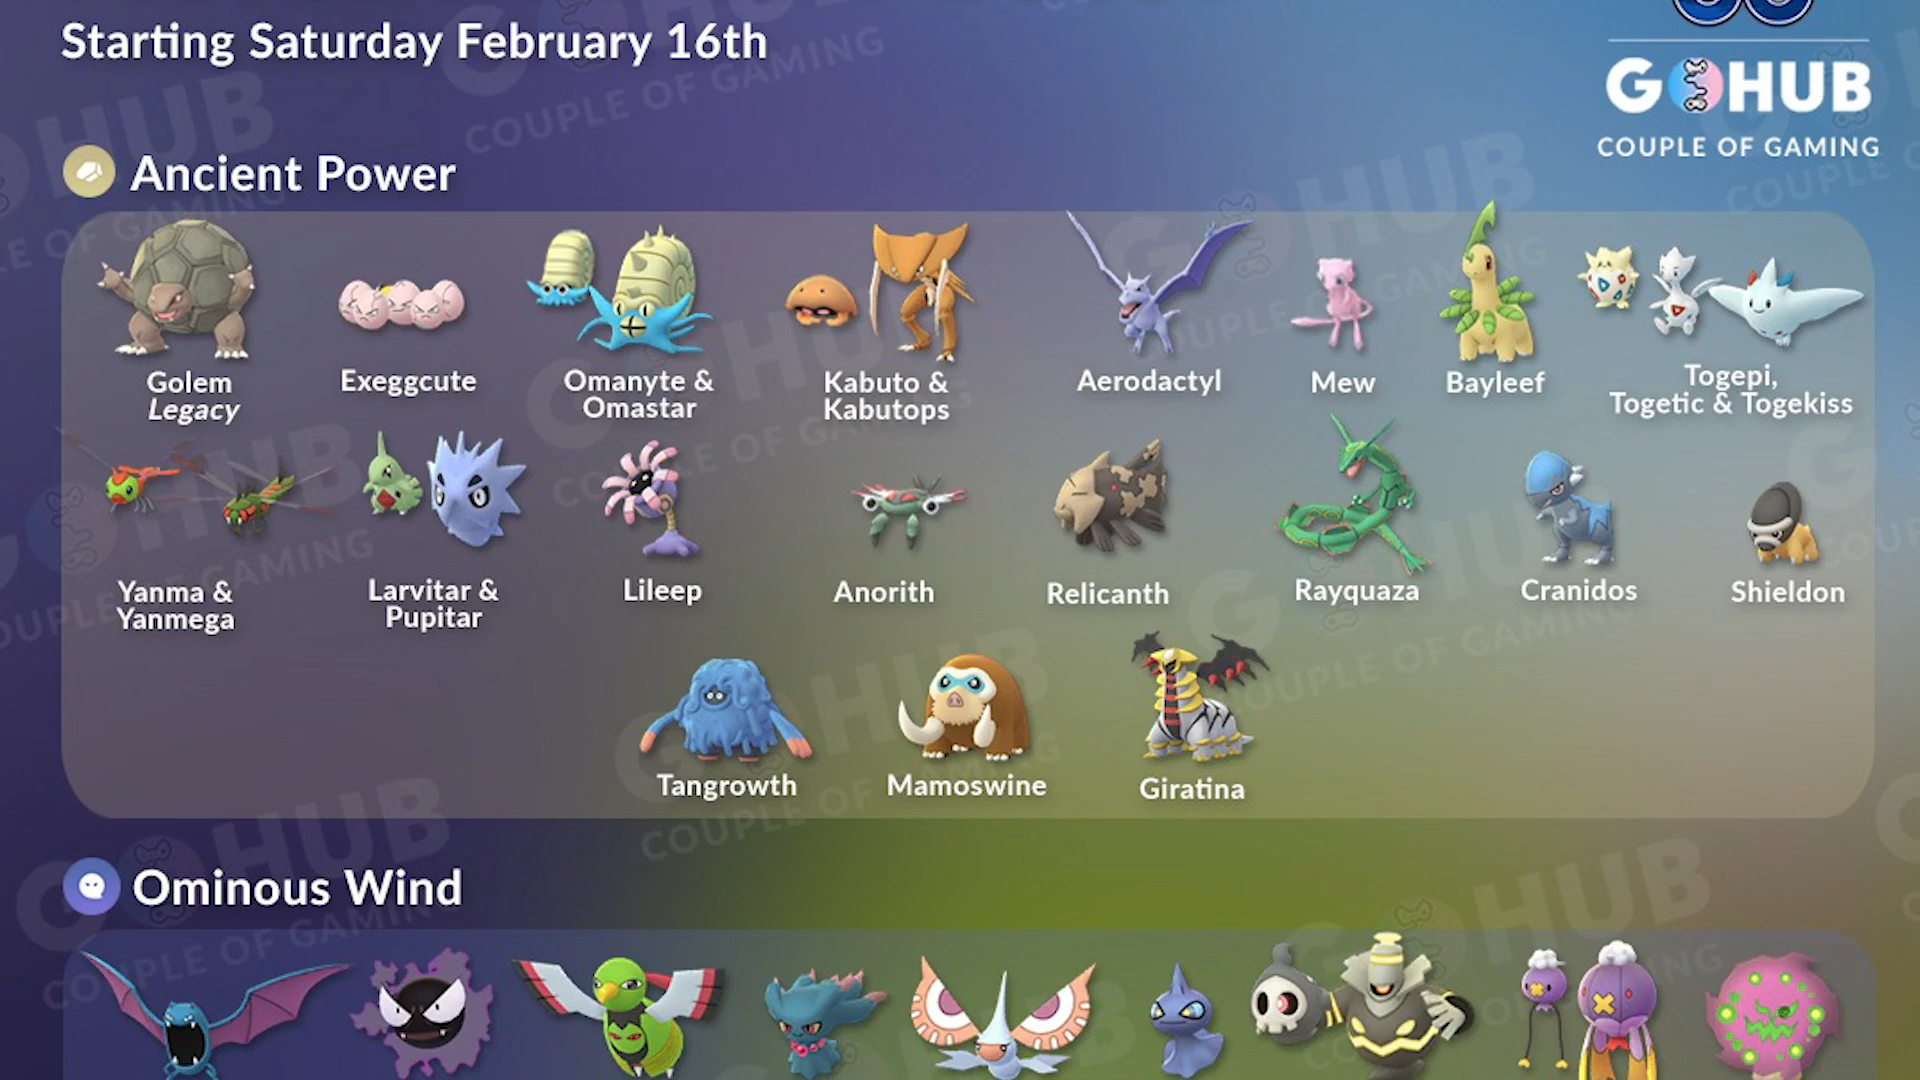 Starting Saturday February 16th
GOHUB
COUPLE OF GAMING
Ancient Power
Golem
Legacy
Exeggcute
Omanyte &
Omastar
Kabuto &
Kabutops
Aerodactyl
Mew
Bayleef
Togepi,
Togetic & Togekiss
Yanma &
Yanmega
Larvitar &
Pupitar
Lileep
Anorith
Relicanth
Rayquaza
Cranidos
Shieldon
Tangrowth
Mamoswine
Giratina
Ominous Wind